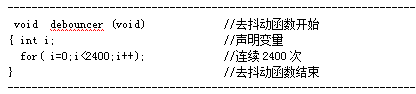 void debouncer (void) //去抖动函数开始
{ int i; //声明变量
for( i=0;i<2400;i++); //连续 2400 次
} //去抖动函数结束